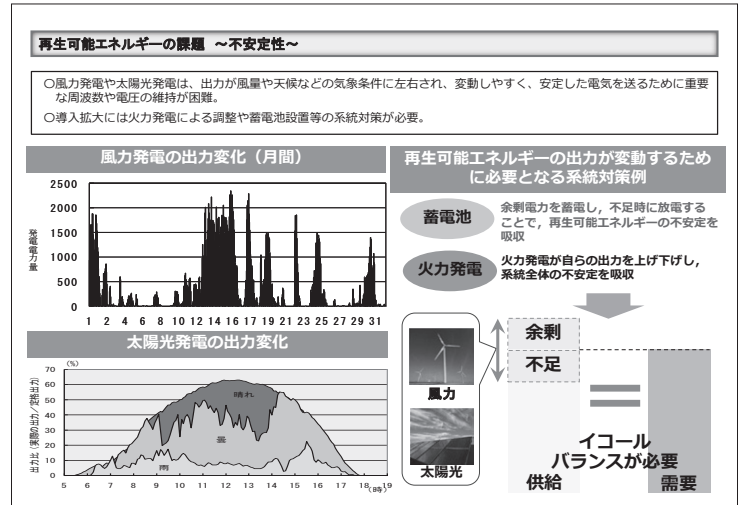 再生可能エネルギーの課題 ～不安定性～
○風力発電や太陽光発電は、出力が風量や天候などの気象条件に左右され、変動しやすく、安定した電気を送るために重要
な周波数や電圧の維持が困難。
○導入拡大には火力発電による調整や蓄電池設置等の系統対策が必要。
風力発電の出力変化（月間）
発電電力量
2500
2000
1500
1000
500
0
1 2 4 6 8 10 12 14 16 17 19 21 23 25 27 29 31
太陽光発電の出力変化
(%)
出力比（実際の出力／定格出力）
70
60
50
40
30
20
10
0
晴れ
曇
雨
5 6 7 8 9 10 11 12 13 14 15 16 17 18 19
(時)
再生可能エネルギーの出力が変動するため
に必要となる系統対策例
蓄電池
余剰電力を蓄電し，不足時に放電する
ことで，再生可能エネルギーの不安定を
吸収
火力発電
火力発電が自らの出力を上げ下げし，
系統全体の不安定を吸収
風力
太陽光
余剰
不足
イコール
バランスが必要
供給
需要